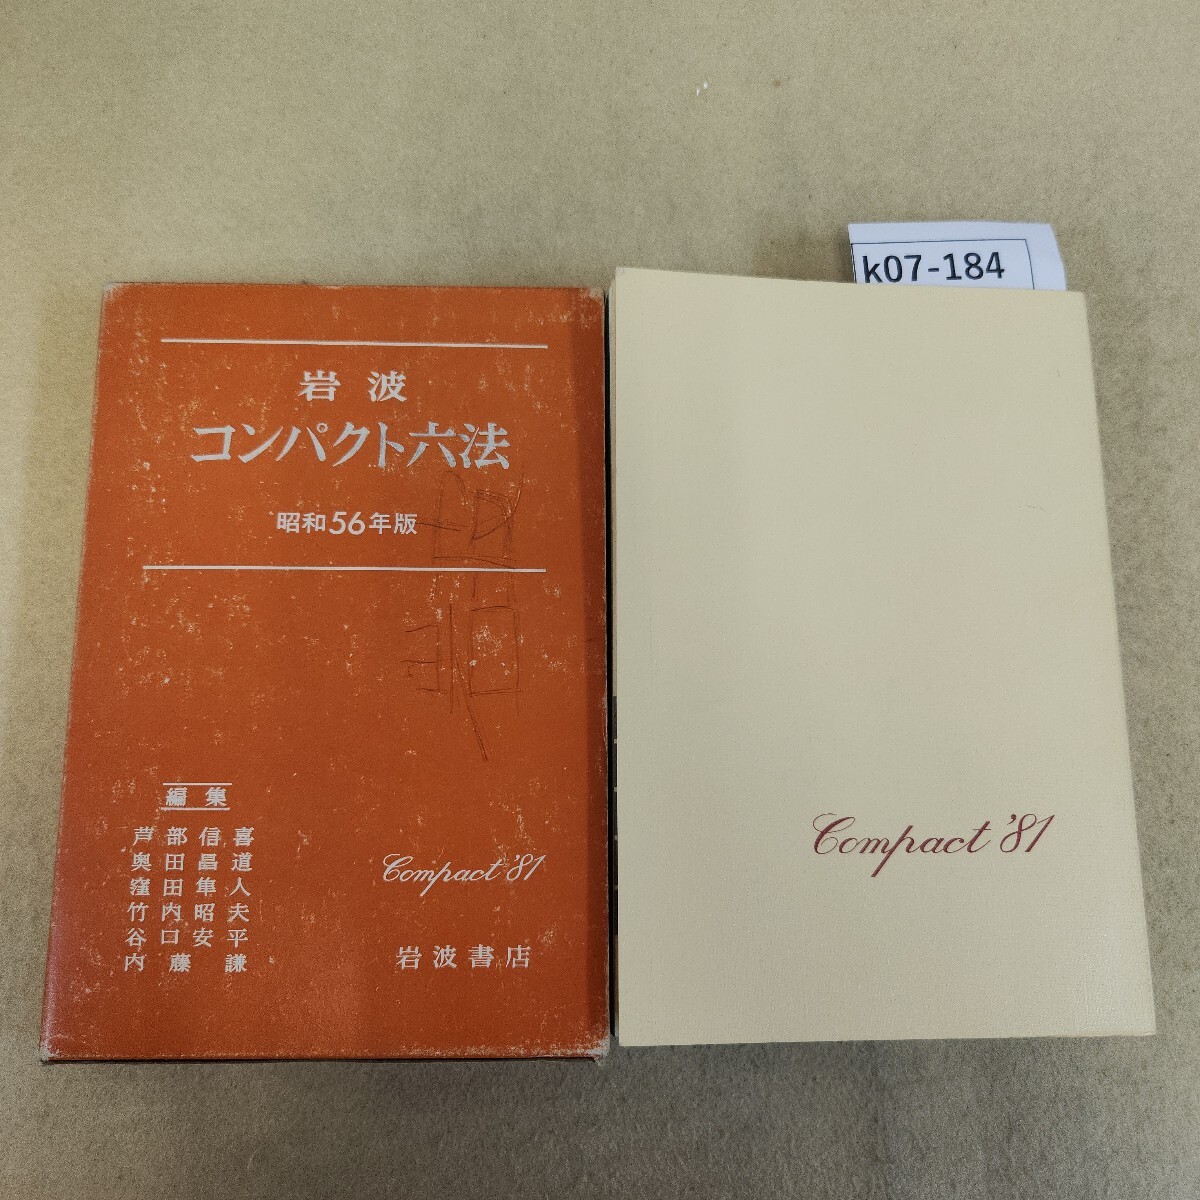 k07-184
岩波
コンパクト六法
昭和56年版
編集
芦部信喜
奥田昌道
窪田隼人
竹内昭夫
谷口安平
内藤謙
Compact '81
岩波書店
Compact '81